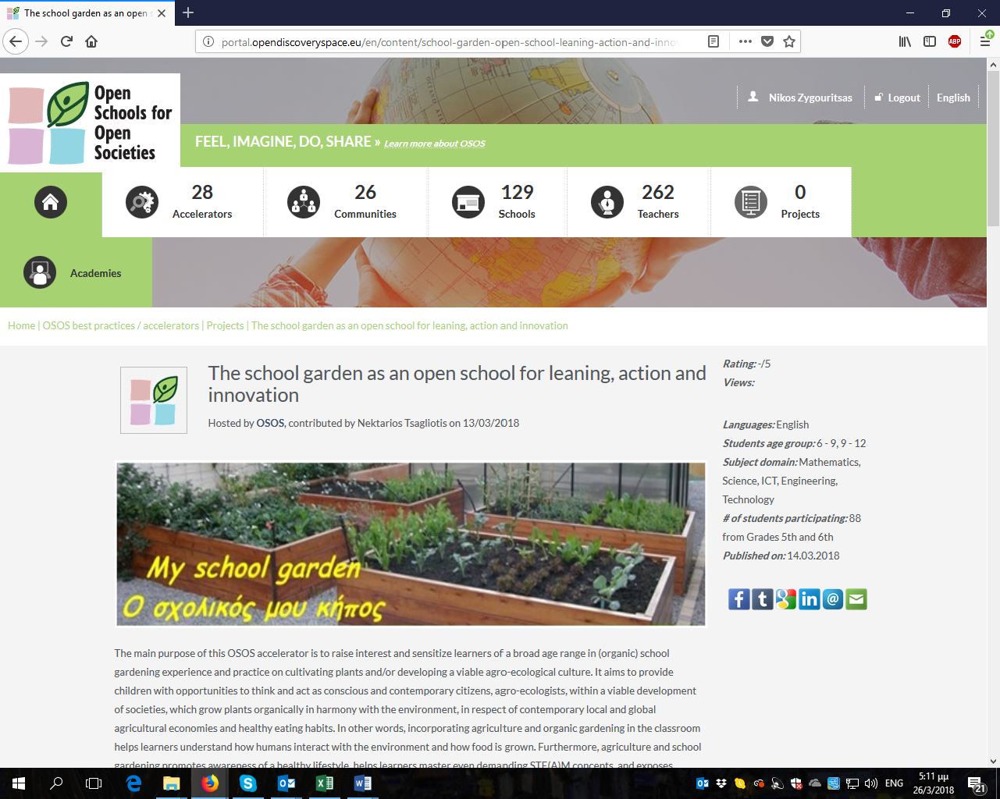 The school garden as an open s
portal.opendiscoveryspace.eu/en/content/school-garden-open-school-leaning-action-and-inno
ABP
Open
Schools for
Open
Societies
Nikos Zygouritsas
Logout
English
FEEL, IMAGINE, DO, SHARE » Learn more about OSOS
28
Accelerators
26
Communities
129
Schools
262
Teachers
0
Projects
Academies
Home | OSOS best practices / accelerators | Projects | The school garden as an open school for leaning, action and innovation
The school garden as an open school for leaning, action and
innovation
Hosted by OSOS, contributed by Nektarios Tsagliotis on 13/03/2018
Rating: -/5
Views:
Languages: English
Students age group: 6 - 9, 9 - 12
Subject domain: Mathematics,
Science, ICT, Engineering,
Technology
# of students participating: 88
from Grades 5th and 6th
Published on: 14.03.2018
My school garden
Ο σχολικός μου κήπος
The main purpose of this OSOS accelerator is to raise interest and sensitize learners of a broad age range in (organic) school
gardening experience and practice on cultivating plants and/or developing a viable agro-ecological culture. It aims to provide
children with opportunities to think and act as conscious and contemporary citizens, agro-ecologists, within a viable development
of societies, which grow plants organically in harmony with the environment, in respect of contemporary local and global
agricultural economies and healthy eating habits. In other words, incorporating agriculture and organic gardening in the classroom
helps learners understand how humans interact with the environment and how food is grown. Furthermore, agriculture and school
gardening promotes awareness of a healthy lifestyle, helps learners master even demanding STE(A)M concepts, and exposes
ENG
5:11 μμ
26/3/2018
21